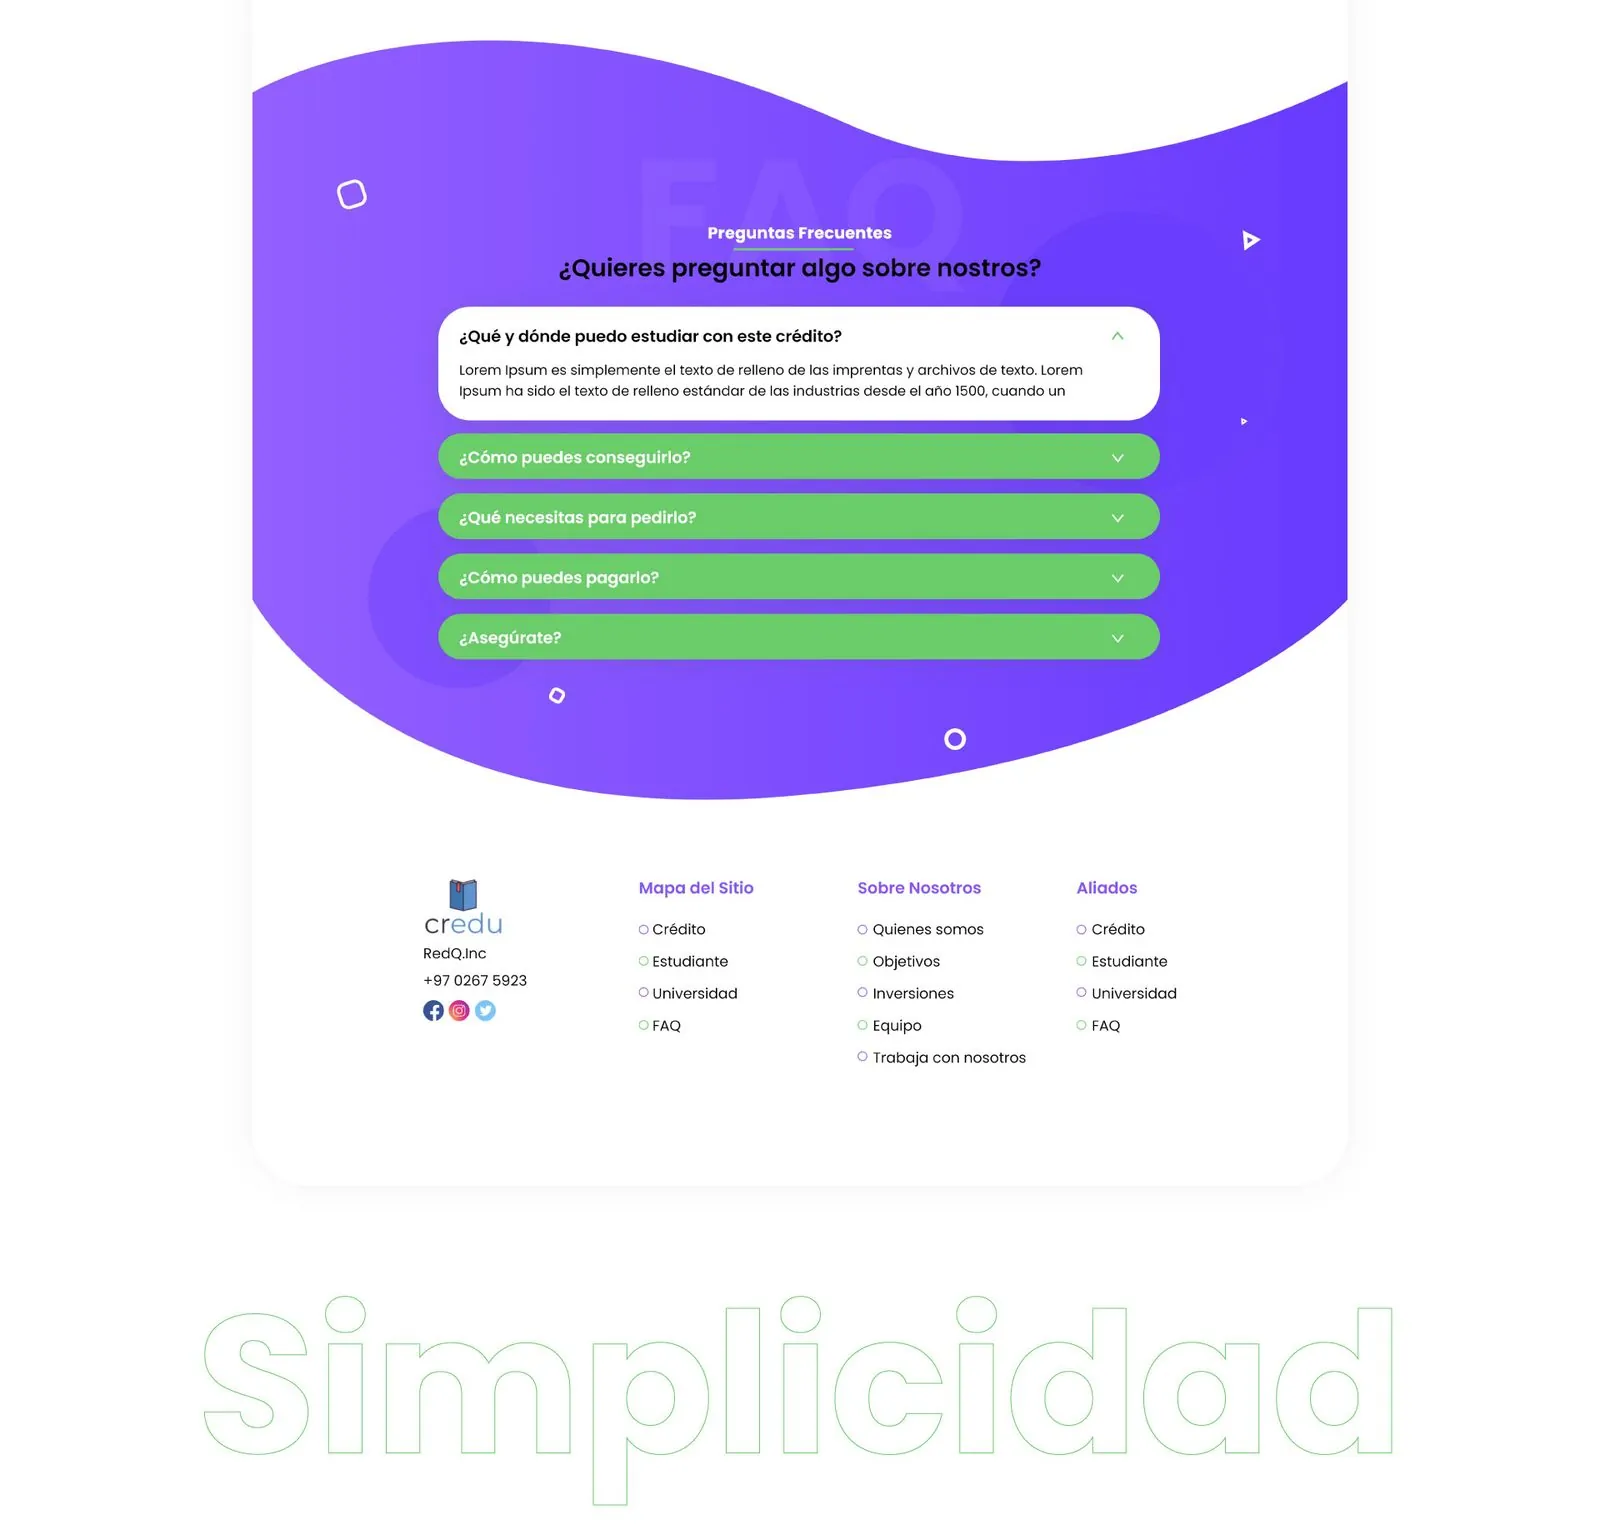 FAQ
Preguntas Frecuentes
¿Quieres preguntar algo sobre nostros?
¿Qué y dónde puedo estudiar con este crédito?
Lorem Ipsum es simplemente el texto de relleno de las imprentas y archivos de texto. Lorem
Ipsum ha sido el texto de relleno estándar de las industrias desde el año 1500, cuando un
¿Cómo puedes conseguirlo?
¿Qué necesitas para pedirlo?
¿Cómo puedes pagarlo?
¿Asegúrate?
credu
RedQ.Inc
+97 0267 5923
Mapa del Sitio
Crédito
Estudiante
Universidad
FAQ
Sobre Nosotros
Quienes somos
Objetivos
Inversiones
Equipo
Trabaja con nosotros
Aliados
Crédito
Estudiante
Universidad
FAQ
Simplicidad